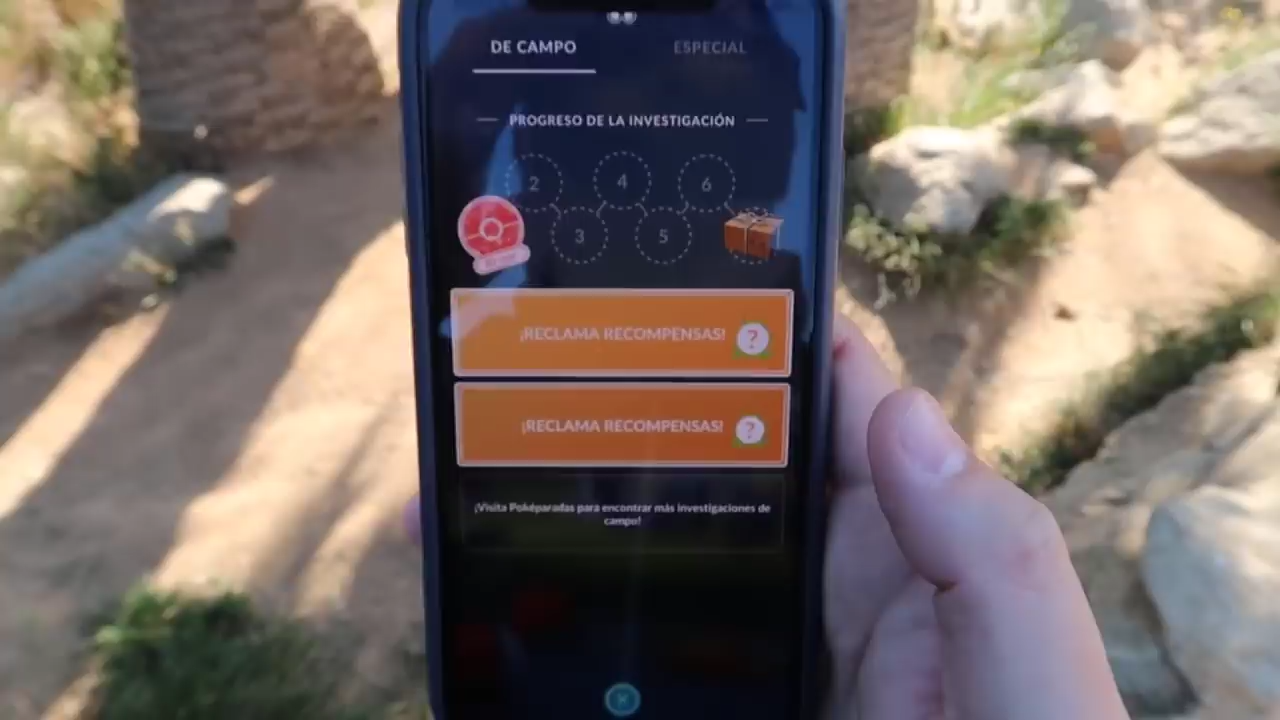 DE CAMPO ESPECIAL
PROGRESO DE LA INVESTIGACIÓN
2 4 6
3 5
¡RECLAMA RECOMPENSAS! ?
¡RECLAMA RECOMPENSAS! ?
¡Visita Poképaradas para encontrar más investigaciones de
campo!